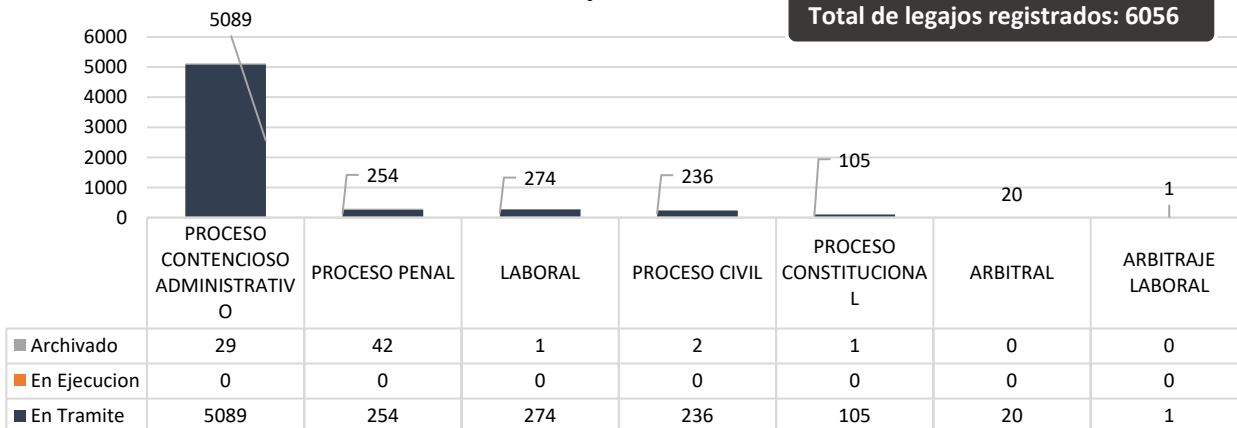 Total de legajos registrados: 6056
5089
6000
5000
4000
3000
2000
1000
0
254
274
236
105
20
1
PROCESO
CONTENCIOSO
ADMINISTRATIV
O
PROCESO PENAL
LABORAL
PROCESO CIVIL
PROCESO
CONSTITUCIONA
L
ARBITRAL
ARBITRAJE
LABORAL
Archivado 29 42 1 2 1 0 0
En Ejecucion 0 0 0 0 0 0 0
En Tramite 5089 254 274 236 105 20 1